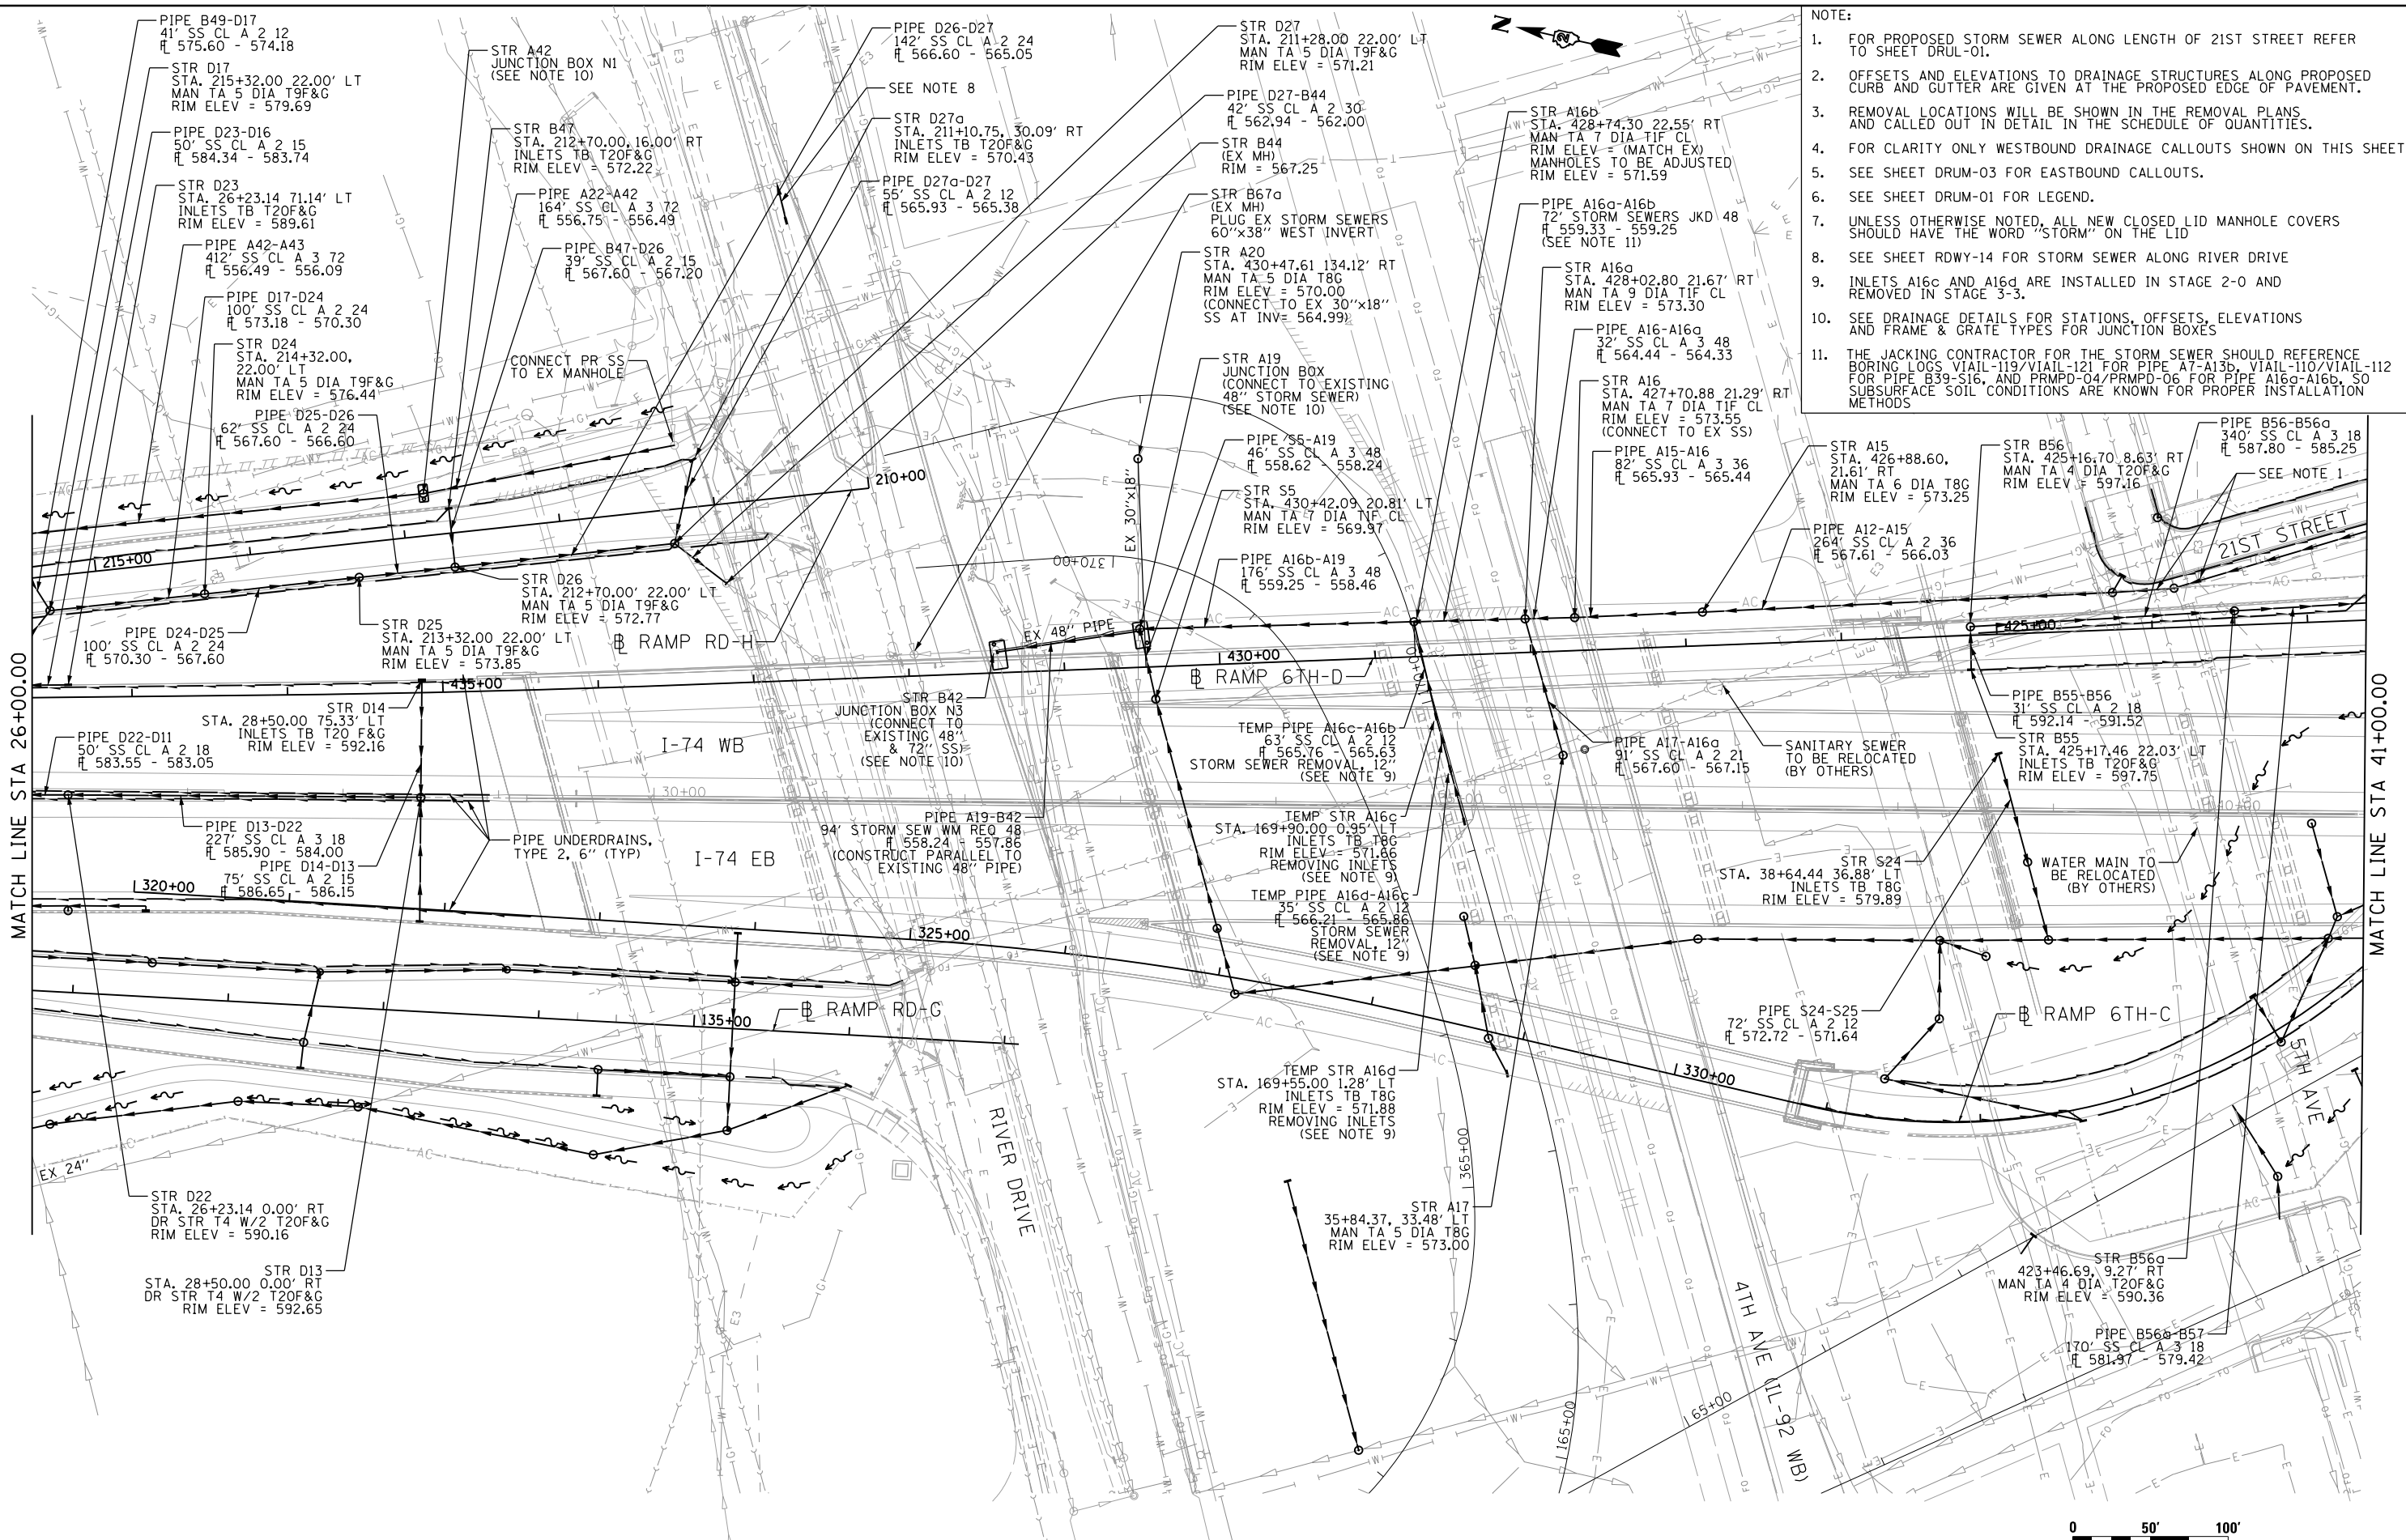 PIPE B49-D17
41' SS CL A 2 12
FL 575.60 - 574.18
STR D17
STA. 215+32.00 22.00' LT
MAN TA 5 DIA T9F&G
RIM ELEV = 579.69
PIPE D23-D16
50' SS CL A 2 15
FL 584.34 - 583.74
STR D23
STA. 26+23.14 71.14' LT
INLETS TB T20F&G
RIM ELEV = 589.61
PIPE A42-A43
412' SS CL A 3 72
FL 556.49 - 556.09
PIPE D17-D24
100' SS CL A 2 24
FL 573.18 - 570.30
STR D24
STA. 214+32.00,
22.00' LT
MAN TA 5 DIA T9F&G
RIM ELEV = 576.44
PIPE D25-D26
62' SS CL A 2 24
FL 567.60 - 566.60
STR A42
JUNCTION BOX N1
(SEE NOTE 10)
STR B47
STA. 212+70.00, 16.00' RT
INLETS TB T20F&G
RIM ELEV = 572.22
PIPE A22-A42
164' SS CL A 3 72
FL 556.75 - 556.49
PIPE B47-D26
39' SS CL A 2 15
FL 567.60 - 567.20
CONNECT PR SS
TO EX MANHOLE
PIPE D26-D27
142' SS CL A 2 24
FL 566.60 - 565.05
SEE NOTE 8
STR D27a
STA. 211+10.75, 30.09' RT
INLETS TB T20F&G
RIM ELEV = 570.43
PIPE D27a-D27
55' SS CL A 2 12
FL 565.93 - 565.38
STR D27
STA. 211+28.00 22.00' LT
MAN TA 5 DIA T9F&G
RIM ELEV = 571.21
PIPE D27-B44
42' SS CL A 2 30
FL 562.94 - 562.00
STR B44
(EX MH)
RIM = 567.25
STR B67a
(EX MH)
PLUG EX STORM SEWERS
60"x38" WEST INVERT
STR A20
STA. 430+47.61 134.12' RT
MAN TA 5 DIA T8G
RIM ELEV = 570.00
(CONNECT TO EX 30"x18"
SS AT INV= 564.99)
STR A19
JUNCTION BOX
(CONNECT TO EXISTING
48" STORM SEWER)
(SEE NOTE 10)
PIPE S5-A19
46' SS CL A 3 48
FL 558.62 - 558.24
STR S5
STA. 430+42.09 20.81' LT
MAN TA 7 DIA T1F CL
RIM ELEV = 569.97
PIPE A16b-A19
176' SS CL A 3 48
FL 559.25 - 558.46
N
STR A16b
STA. 428+74.30 22.55' RT
MAN TA 7 DIA T1F CL
RIM ELEV = (MATCH EX)
MANHOLES TO BE ADJUSTED
RIM ELEV = 571.59
PIPE A16a-A16b
72' STORM SEWERS JKD 48
FL 559.33 - 559.25
(SEE NOTE 11)
STR A16a
STA. 428+02.80 21.67' RT
MAN TA 9 DIA T1F CL
RIM ELEV = 573.30
PIPE A16-A16a
32' SS CL A 3 48
FL 564.44 - 564.33
STR A16
STA. 427+70.88 21.29' RT
MAN TA 7 DIA T1F CL
RIM ELEV = 573.55
(CONNECT TO EX SS)
PIPE A15-A16
82' SS CL A 3 36
FL 565.93 - 565.44
NOTE:
1. FOR PROPOSED STORM SEWER ALONG LENGTH OF 21ST STREET REFER
TO SHEET DRUL-01.
2. OFFSETS AND ELEVATIONS TO DRAINAGE STRUCTURES ALONG PROPOSED
CURB AND GUTTER ARE GIVEN AT THE PROPOSED EDGE OF PAVEMENT.
3. REMOVAL LOCATIONS WILL BE SHOWN IN THE REMOVAL PLANS
AND CALLED OUT IN DETAIL IN THE SCHEDULE OF QUANTITIES.
4. FOR CLARITY ONLY WESTBOUND DRAINAGE CALLOUTS SHOWN ON THIS SHEET
5. SEE SHEET DRUM-03 FOR EASTBOUND CALLOUTS.
6. SEE SHEET DRUM-01 FOR LEGEND.
7. UNLESS OTHERWISE NOTED, ALL NEW CLOSED LID MANHOLE COVERS
SHOULD HAVE THE WORD "STORM" ON THE LID
8. SEE SHEET RDWY-14 FOR STORM SEWER ALONG RIVER DRIVE
9. INLETS A16c AND A16d ARE INSTALLED IN STAGE 2-0 AND
REMOVED IN STAGE 3-3.
10. SEE DRAINAGE DETAILS FOR STATIONS, OFFSETS, ELEVATIONS
AND FRAME & GRATE TYPES FOR JUNCTION BOXES
11. THE JACKING CONTRACTOR FOR THE STORM SEWER SHOULD REFERENCE
BORING LOGS VIAIL-119/VIAIL-121 FOR PIPE A7-A13b, VIAIL-110/VIAIL-112
FOR PIPE B39-S16, AND PRMPD-04/PRMPD-06 FOR PIPE A16a-A16b, SO
SUBSURFACE SOIL CONDITIONS ARE KNOWN FOR PROPER INSTALLATION
METHODS
STR A15
STA. 426+88.60,
21.61' RT
MAN TA 6 DIA T8G
RIM ELEV = 573.25
PIPE A12-A15
264' SS CL A 2 36
FL 567.61 - 566.03
STR B56
STA. 425+16.70 8.63' RT
MAN TA 4 DIA T20F&G
RIM ELEV = 597.16
PIPE B56-B56a
340' SS CL A 3 18
FL 587.80 - 585.25
SEE NOTE 1
21ST STREET
EX 30"x18"
210+00
215+00
370+00
425+00
430+00
435+00
EX 48" PIPE
PIPE D24-D25
100' SS CL A 2 24
FL 570.30 - 567.60
STR D25
STA. 213+32.00 22.00' LT
MAN TA 5 DIA T9F&G
RIM ELEV = 573.85
STR D26
STA. 212+70.00' 22.00' LT
MAN TA 5 DIA T9F&G
RIM ELEV = 572.77
BL RAMP RD-H
BL RAMP 6TH-D
MATCH LINE STA 26+00.00
MATCH LINE STA 41+00.00
STR D14
STA. 28+50.00 75.33' LT
INLETS TB T20 F&G
RIM ELEV = 592.16
PIPE D22-D11
50' SS CL A 2 18
FL 583.55 - 583.05
I-74 WB
30+00
STR B42
JUNCTION BOX N3
(CONNECT TO
EXISTING 48"
& 72" SS)
(SEE NOTE 10)
TEMP PIPE A16c-A16b
63' SS CL A 2 12
FL 565.76 - 565.63
STORM SEWER REMOVAL, 12"
(SEE NOTE 9)
PIPE A17-A16a
91' SS CL A 2 21
FL 567.60 - 567.15
SANITARY SEWER
TO BE RELOCATED
(BY OTHERS)
PIPE B55-B56
31' SS CL A 2 18
FL 592.14 - 591.52
STR B55
STA. 425+17.46 22.03' LT
INLETS TB T20F&G
RIM ELEV = 597.75
40+00
PIPE D13-D22
227' SS CL A 3 18
FL 585.90 - 584.00
PIPE D14-D13
75' SS CL A 2 15
FL 586.65 - 586.15
PIPE UNDERDRAINS,
TYPE 2, 6" (TYP)
I-74 EB
PIPE A19-B42
94' STORM SEW WM REQ 48
FL 558.24 - 557.86
(CONSTRUCT PARALLEL TO
EXISTING 48" PIPE)
TEMP STR A16c
STA. 169+90.00 0.95' LT
INLETS TB T8G
RIM ELEV = 571.66
REMOVING INLETS
(SEE NOTE 9)
TEMP PIPE A16d-A16c
35' SS CL A 2 12
FL 566.21 - 565.86
STORM SEWER
REMOVAL, 12"
(SEE NOTE 9)
STR S24
STA. 38+64.44 36.88' LT
INLETS TB T8G
RIM ELEV = 579.89
WATER MAIN TO
BE RELOCATED
(BY OTHERS)
320+00
325+00
330+00
135+00
BL RAMP RD-G
PIPE S24-S25
72' SS CL A 2 12
FL 572.72 - 571.64
BL RAMP 6TH-C
5TH AVE
TEMP STR A16d
STA. 169+55.00 1.28' LT
INLETS TB T8G
RIM ELEV = 571.88
REMOVING INLETS
(SEE NOTE 9)
RIVER DRIVE
EX 24"
STR D22
STA. 26+23.14 0.00' RT
DR STR T4 W/2 T20F&G
RIM ELEV = 590.16
STR D13
STA. 28+50.00 0.00' RT
DR STR T4 W/2 T20F&G
RIM ELEV = 592.65
STR A17
35+84.37, 33.48' LT
MAN TA 5 DIA T8G
RIM ELEV = 573.00
365+00
165+00
65+00
4TH AVE (IL-92 WB)
STR B56a
423+46.69, 9.27' RT
MAN TA 4 DIA T20F&G
RIM ELEV = 590.36
PIPE B56a-B57
170' SS CL A 3 18
FL 581.97 - 579.42
0 50' 100'